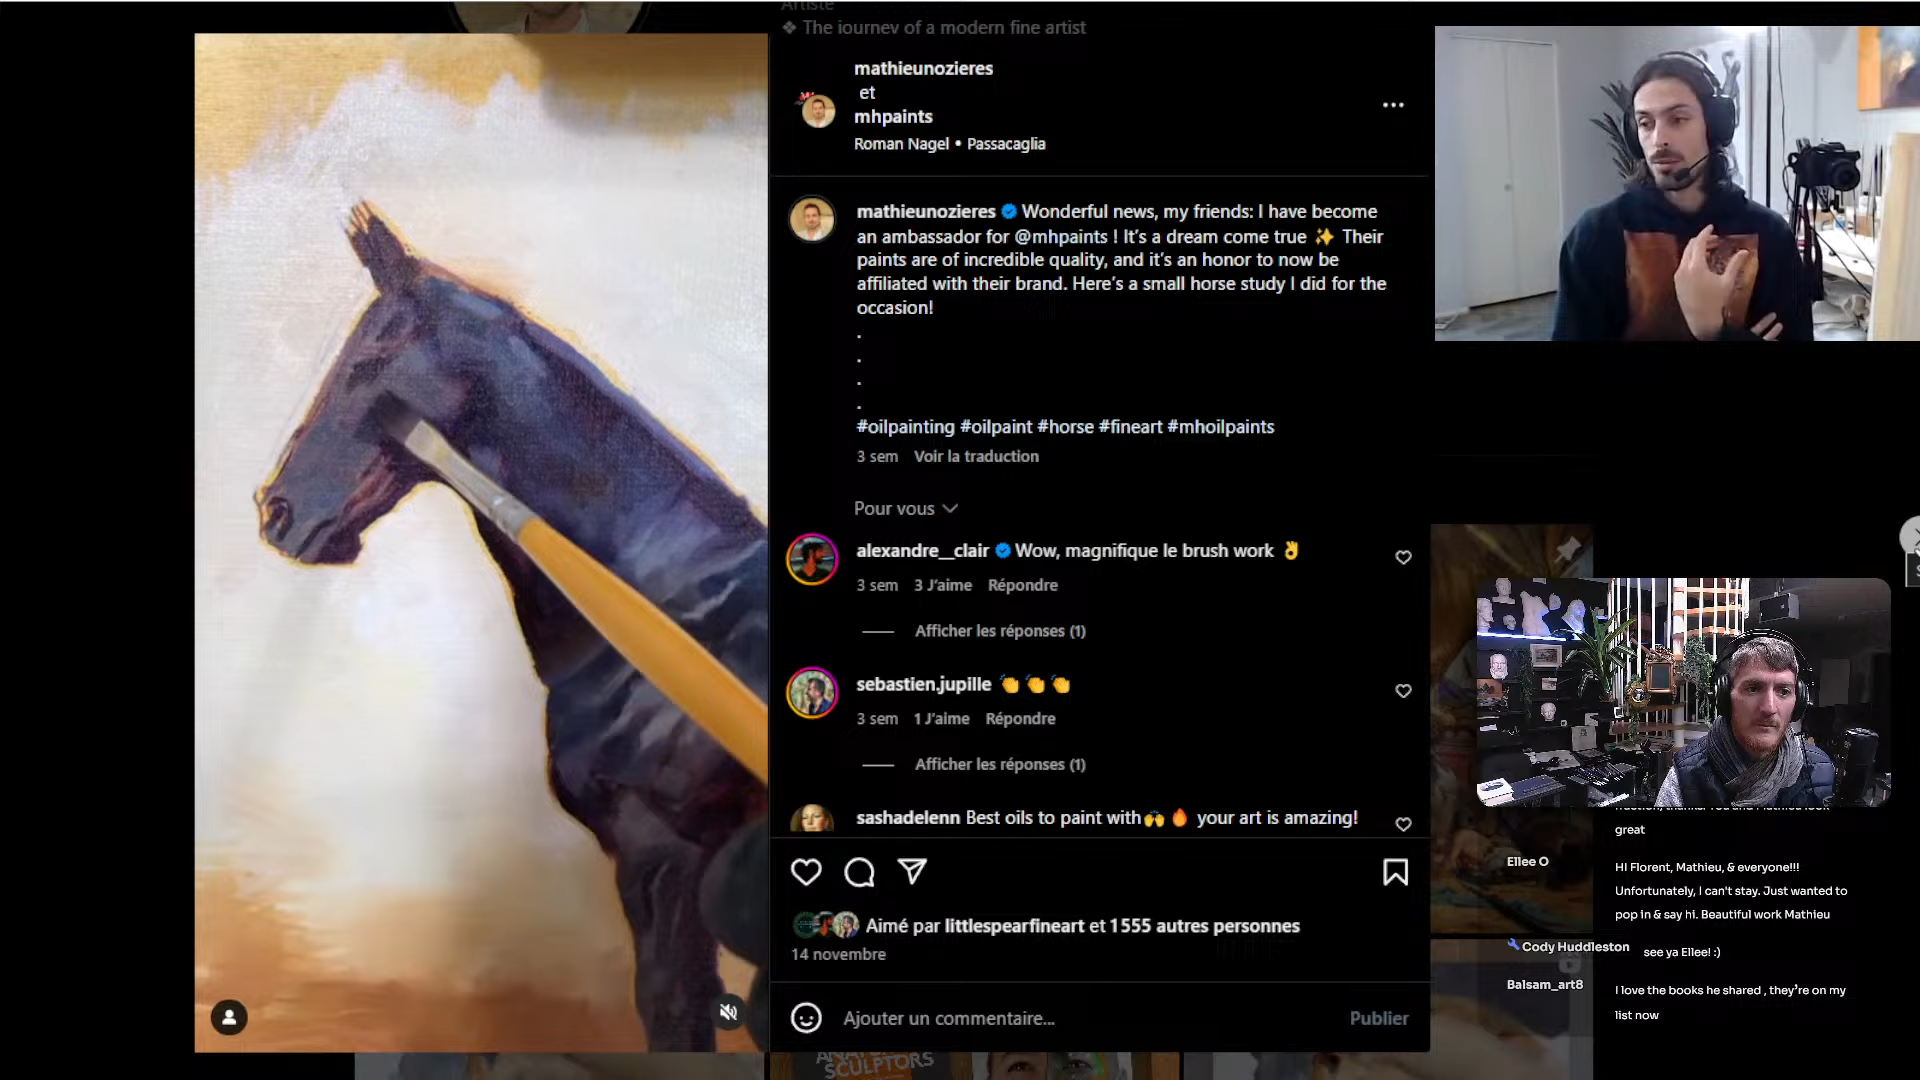 Artiste
❖ The journey of a modern fine artist
mathieunozieres
et
mhpaints
Roman Nagel • Passacaglia
mathieunozieres Wonderful news, my friends: I have become
an ambassador for @mhpaints ! It’s a dream come true ✨ Their
paints are of incredible quality, and it’s an honor to now be
affiliated with their brand. Here’s a small horse study I did for the
occasion!
.
.
.
.
#oilpainting #oilpaint #horse #fineart #mhoilpaints
3 sem Voir la traduction
Pour vous
alexandre__clair Wow, magnifique le brush work 👌
3 sem 3 J’aime Répondre
Afficher les réponses (1)
sebastien.jupille 👏👏👏
3 sem 1 J’aime Répondre
Afficher les réponses (1)
sashadelenn Best oils to paint with🙌🔥 your art is amazing!
Aimé par littlespearfineart et 1 555 autres personnes
14 novembre
Ajouter un commentaire...
Publier
great
Ellee O
HI Florent, Mathieu, & everyone!!!
Unfortunately, I can't stay. Just wanted to
pop in & say hi. Beautiful work Mathieu
Cody Huddleston see ya Ellee! :)
Balsam_art8 I love the books he shared , they’re on my
list now
SCULPTORS